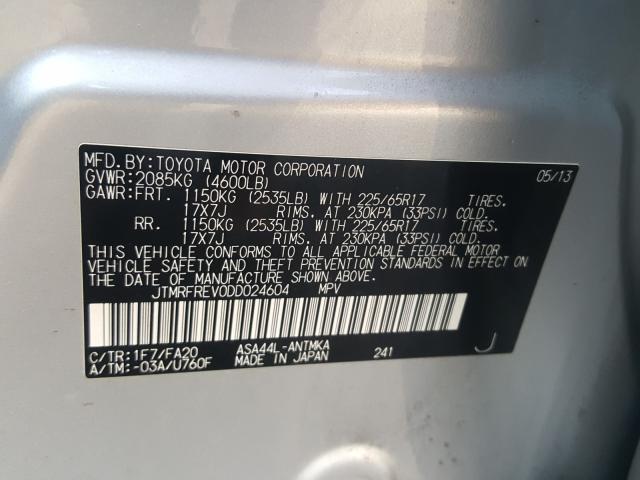 MFD.BY:TOYOTA MOTOR CORPORATION 05/13
GVWR:2085KG (4600LB)
GAWR:FRT. 1150KG (2535LB) WITH 225/65R17 TIRES.
17X7J RIMS. AT 230KPA (33PSI) COLD.
RR. 1150KG (2535LB) WITH 225/65R17 TIRES.
17X7J RIMS. AT 230KPA (33PSI) COLD.
THIS VEHICLE CONFORMS TO ALL APPLICABLE FEDERAL MOTOR
VEHICLE SAFETY AND THEFT PREVENTION STANDARDS IN EFFECT ON
THE DATE OF MANUFACTURE SHOWN ABOVE.
JTMRFREV0DD024604 MPV
C/TR:1F7/FA20 ASA44L-ANTMKA 241 J
A/TM:-03A/U760F MADE IN JAPAN